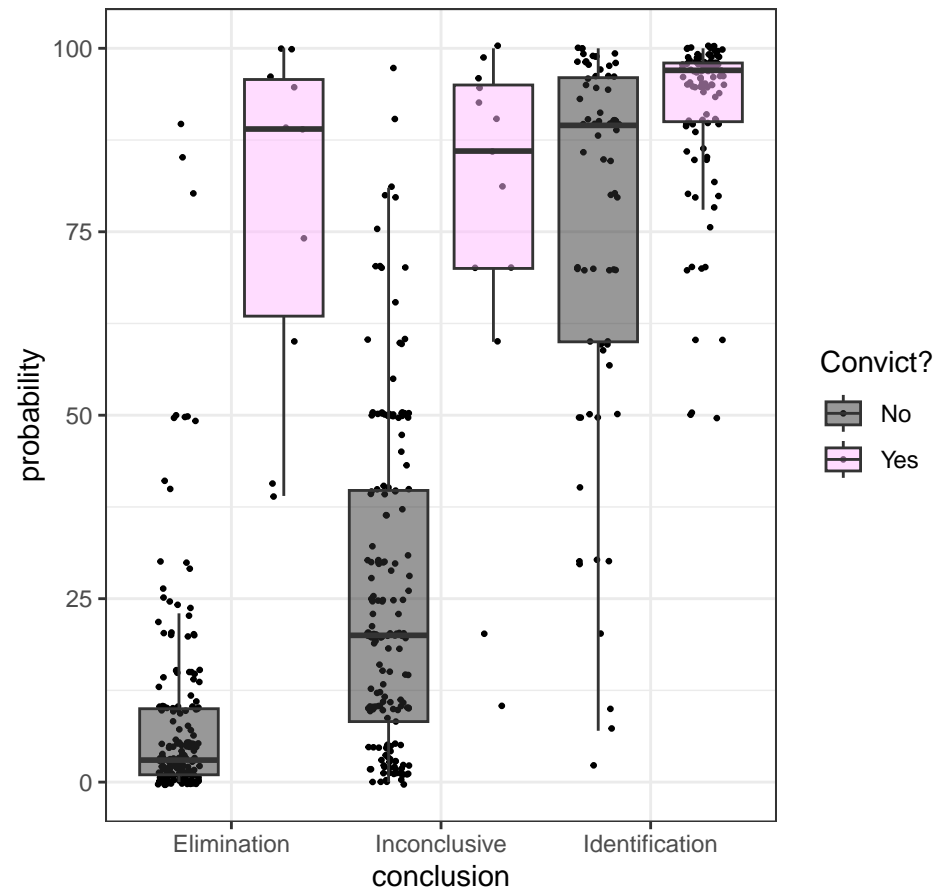 100
75
50
25
0
probability
Elimination
Inconclusive
Identification
conclusion
Convict?
No
Yes